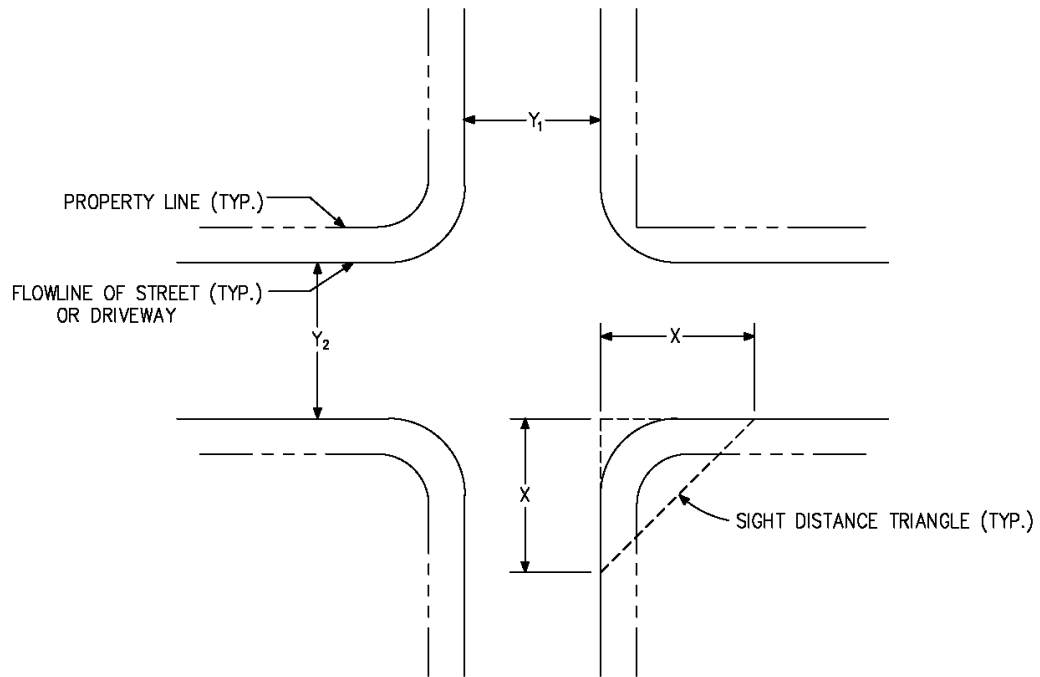 Y₁
PROPERTY LINE (TYP.)
FLOWLINE OF STREET (TYP.)
OR DRIVEWAY
Y₂
X
X
SIGHT DISTANCE TRIANGLE (TYP.)